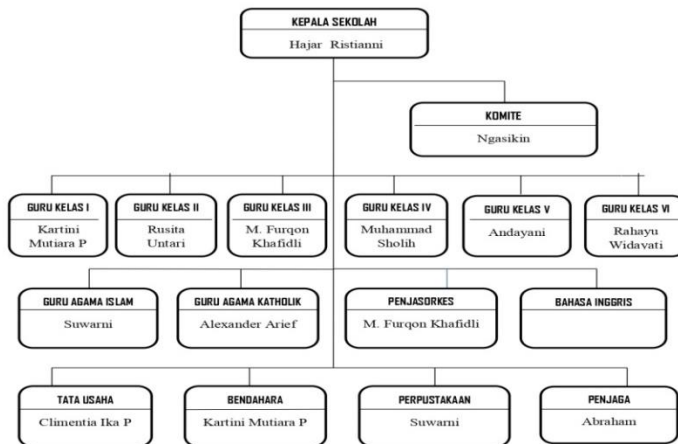 KEPALA SEKOLAH
Hajar Ristianni
KOMITE
Ngasikin
GURU KELAS I
Kartini
Mutiara P
GURU KELAS II
Rusita
Untari
GURU KELAS III
M. Furqon
Khafidli
GURU KELAS IV
Muhammad
Sholih
GURU KELAS V
Andayani
GURU KELAS VI
Rahayu
Widayati
GURU AGAMA ISLAM
Suwarni
GURU AGAMA KATHOLIK
Alexander Arief
PENJASORKES
M. Furqon Khafidli
BAHASA INGGRIS
TATA USAHA
Climentia Ika P
BENDAHARA
Kartini Mutiara P
PERPUSTAKAAN
Suwarni
PENJAGA
Abraham